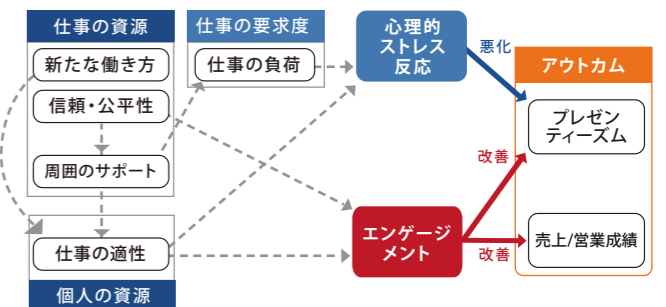 仕事の資源
新たな働き方
信頼・公平性
周囲のサポート
仕事の適性
個人の資源
仕事の要求度
仕事の負荷
心理的
ストレス
反応
エンゲージ
メント
悪化
改善
改善
アウトカム
プレゼン
ティーズム
売上/営業成績